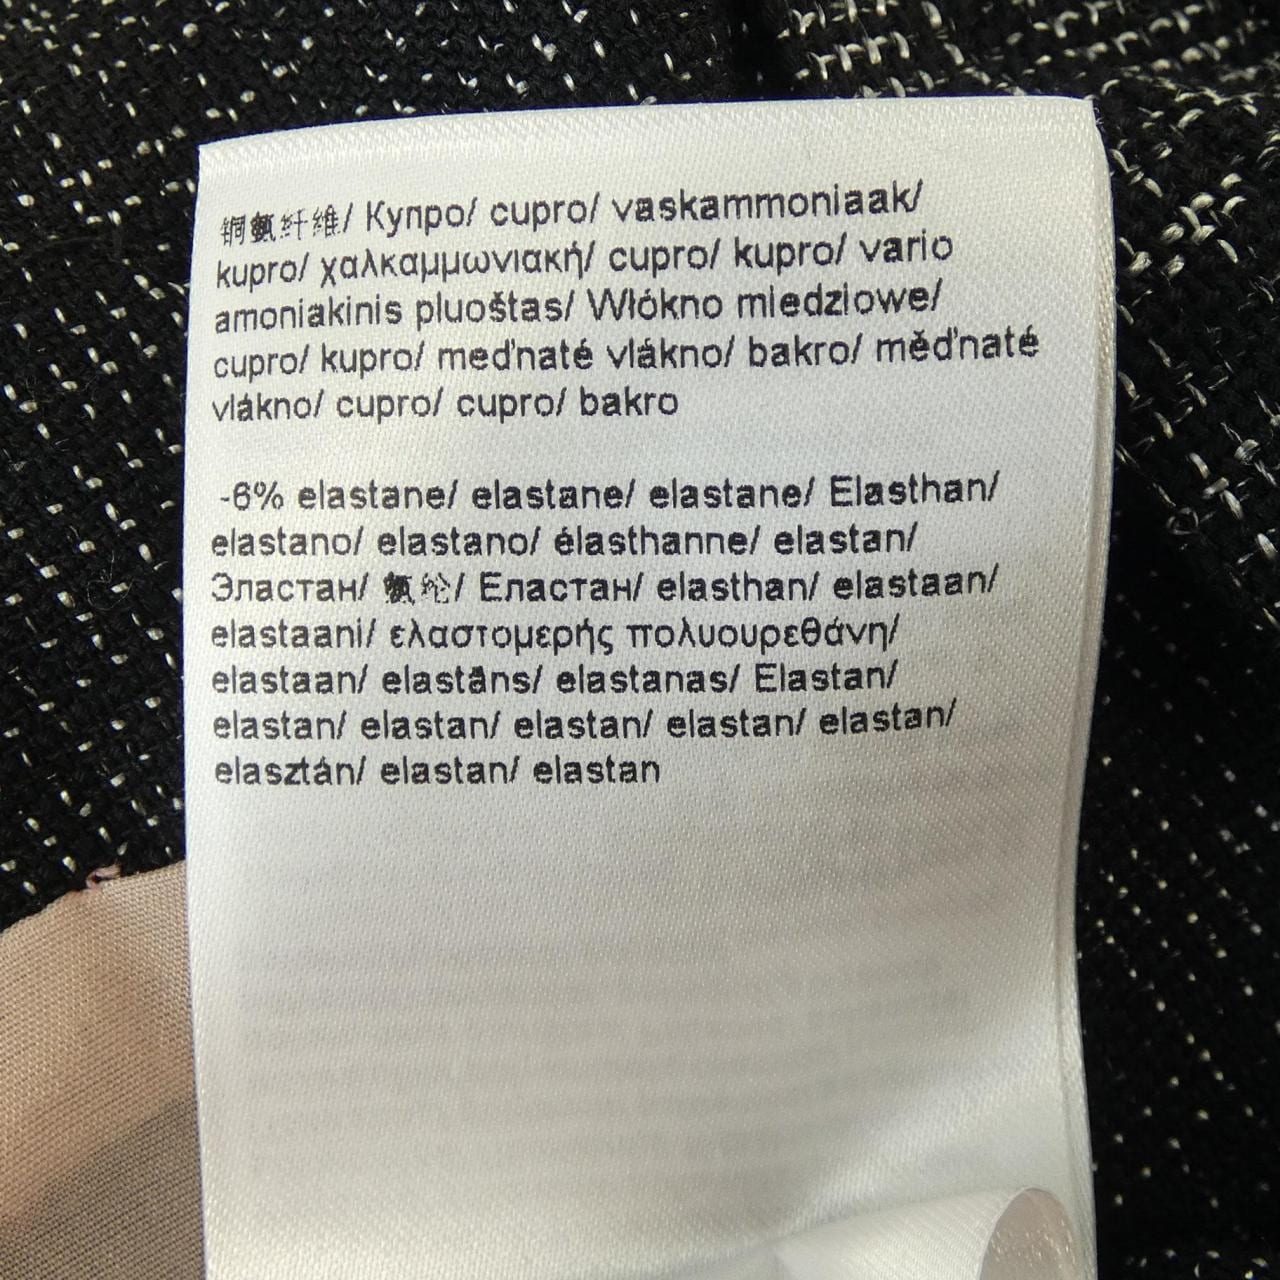 铜氨纤维/ Купро/ cupro/ vaskammoniaak/
kupro/ χαλκαμμωνιακή/ cupro/ kupro/ vario
amoniakinis pluoštas/ Włókno miedziowe/
cupro/ kupro/ meďnaté vlákno/ bakro/ měďnaté
vlákno/ cupro/ cupro/ bakro
-6% elastane/ elastane/ elastane/ Elasthan/
elastano/ elastano/ élasthanne/ elastan/
Эластан/ 氨纶/ Еластан/ elasthan/ elastaan/
elastaani/ ελαστομερής πολυουρεθάνη/
elastaan/ elastāns/ elastanas/ Elastan/
elastan/ elastan/ elastan/ elastan/ elastan/
elasztán/ elastan/ elastan